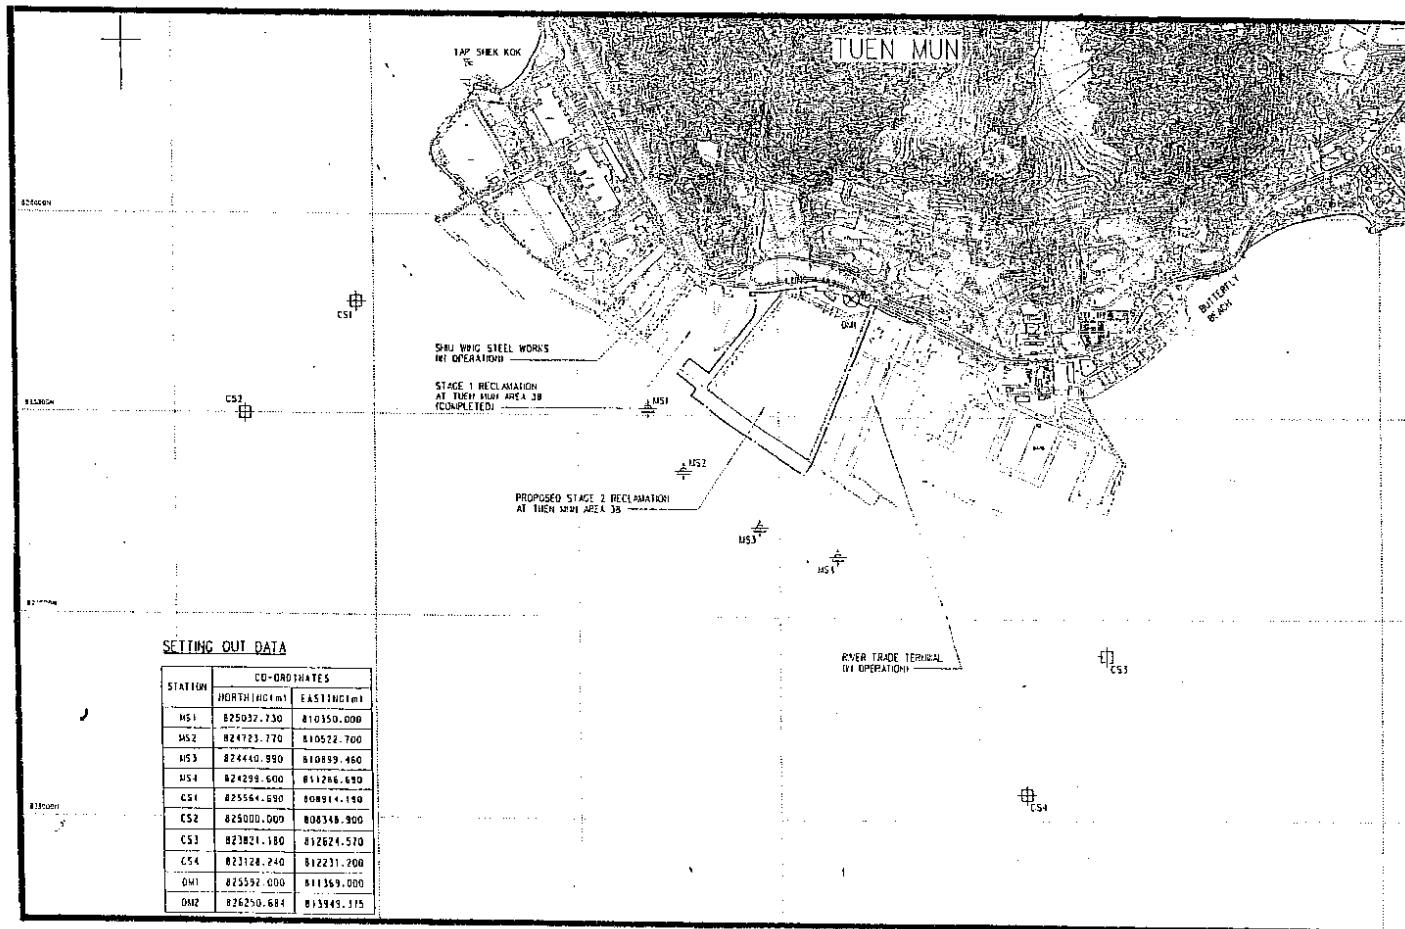 TAP SHEK KOK
TUEN MUN
BUTTERFLY
BEACH
CS1
DM1
SHIU WING STEEL WORKS
(IN OPERATION)
STAGE 1 RECLAMATION
AT TUEN MUN AREA 38
(COMPLETED)
CS2
MS1
MS2
PROPOSED STAGE 2 RECLAMATION
AT TUEN MUN AREA 38
MS3
MS4
RIVER TRADE TERMINAL
(IN OPERATION)
CS3
CS4
SETTING OUT DATA
STATION CO-ORDINATES
NORTHING(m) EASTING(m)
MS1 825032.730 810350.000
MS2 824723.770 810522.700
MS3 824440.990 810899.460
MS4 824299.600 811286.690
CS1 825564.690 808914.190
CS2 825000.000 808348.900
CS3 823821.180 812624.570
CS4 823128.240 812231.200
DM1 825592.000 811369.000
DM2 826250.684 813949.375